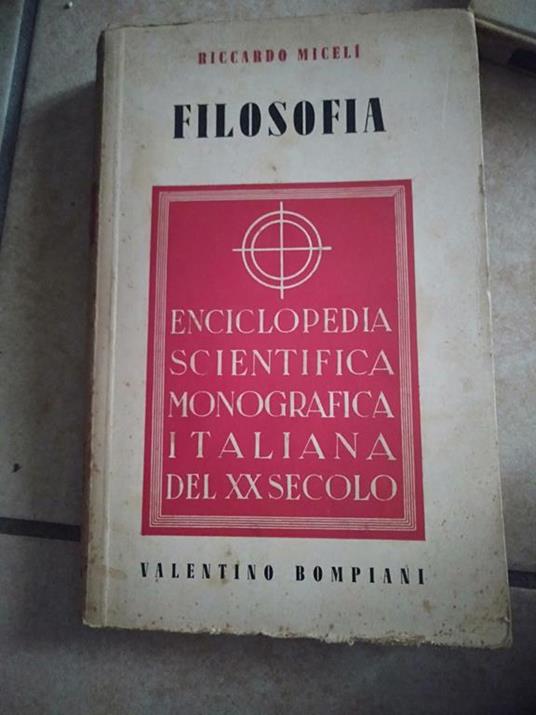 RICCARDO MICELI
FILOSOFIA
ENCICLOPEDIA
SCIENTIFICA
MONOGRAFICA
ITALIANA
DEL XX SECOLO
VALENTINO BOMPIANI